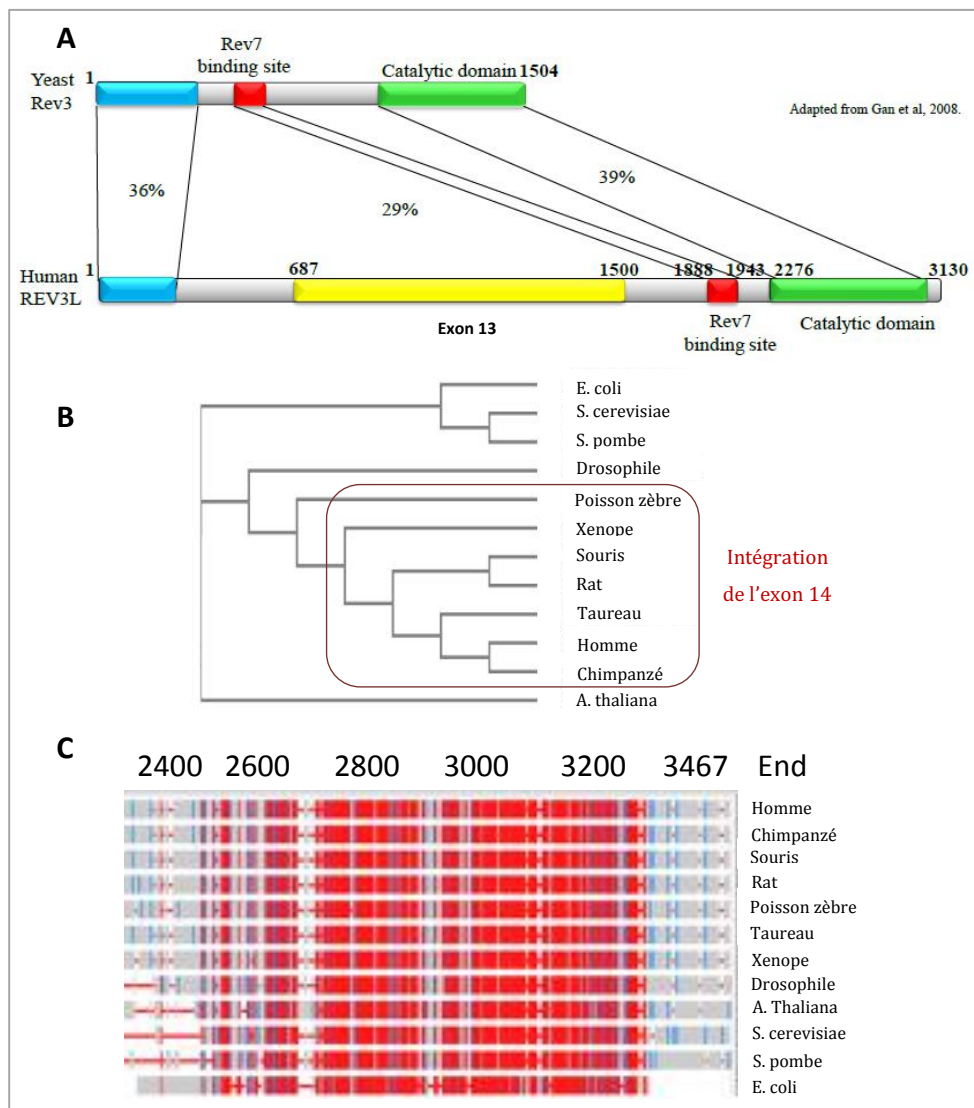 A
Rev7
binding site
Catalytic domain 1504
Yeast
Rev3
1
Adapted from Gan et al, 2008.
36%
29%
39%
Human
REV3L
1
687
1500
1888
1943
2276
3130
Exon 13
Rev7
binding site
Catalytic domain
B
E. coli
S. cerevisiae
S. pombe
Drosophile
Poisson zèbre
Xenope
Souris
Rat
Taureau
Homme
Chimpanzé
A. thaliana
Intégration
de l'exon 14
C
2400 2600 2800 3000 3200 3467 End
Homme
Chimpanzé
Souris
Rat
Poisson zèbre
Taureau
Xenope
Drosophile
A. Thaliana
S. cerevisiae
S. pombe
E. coli